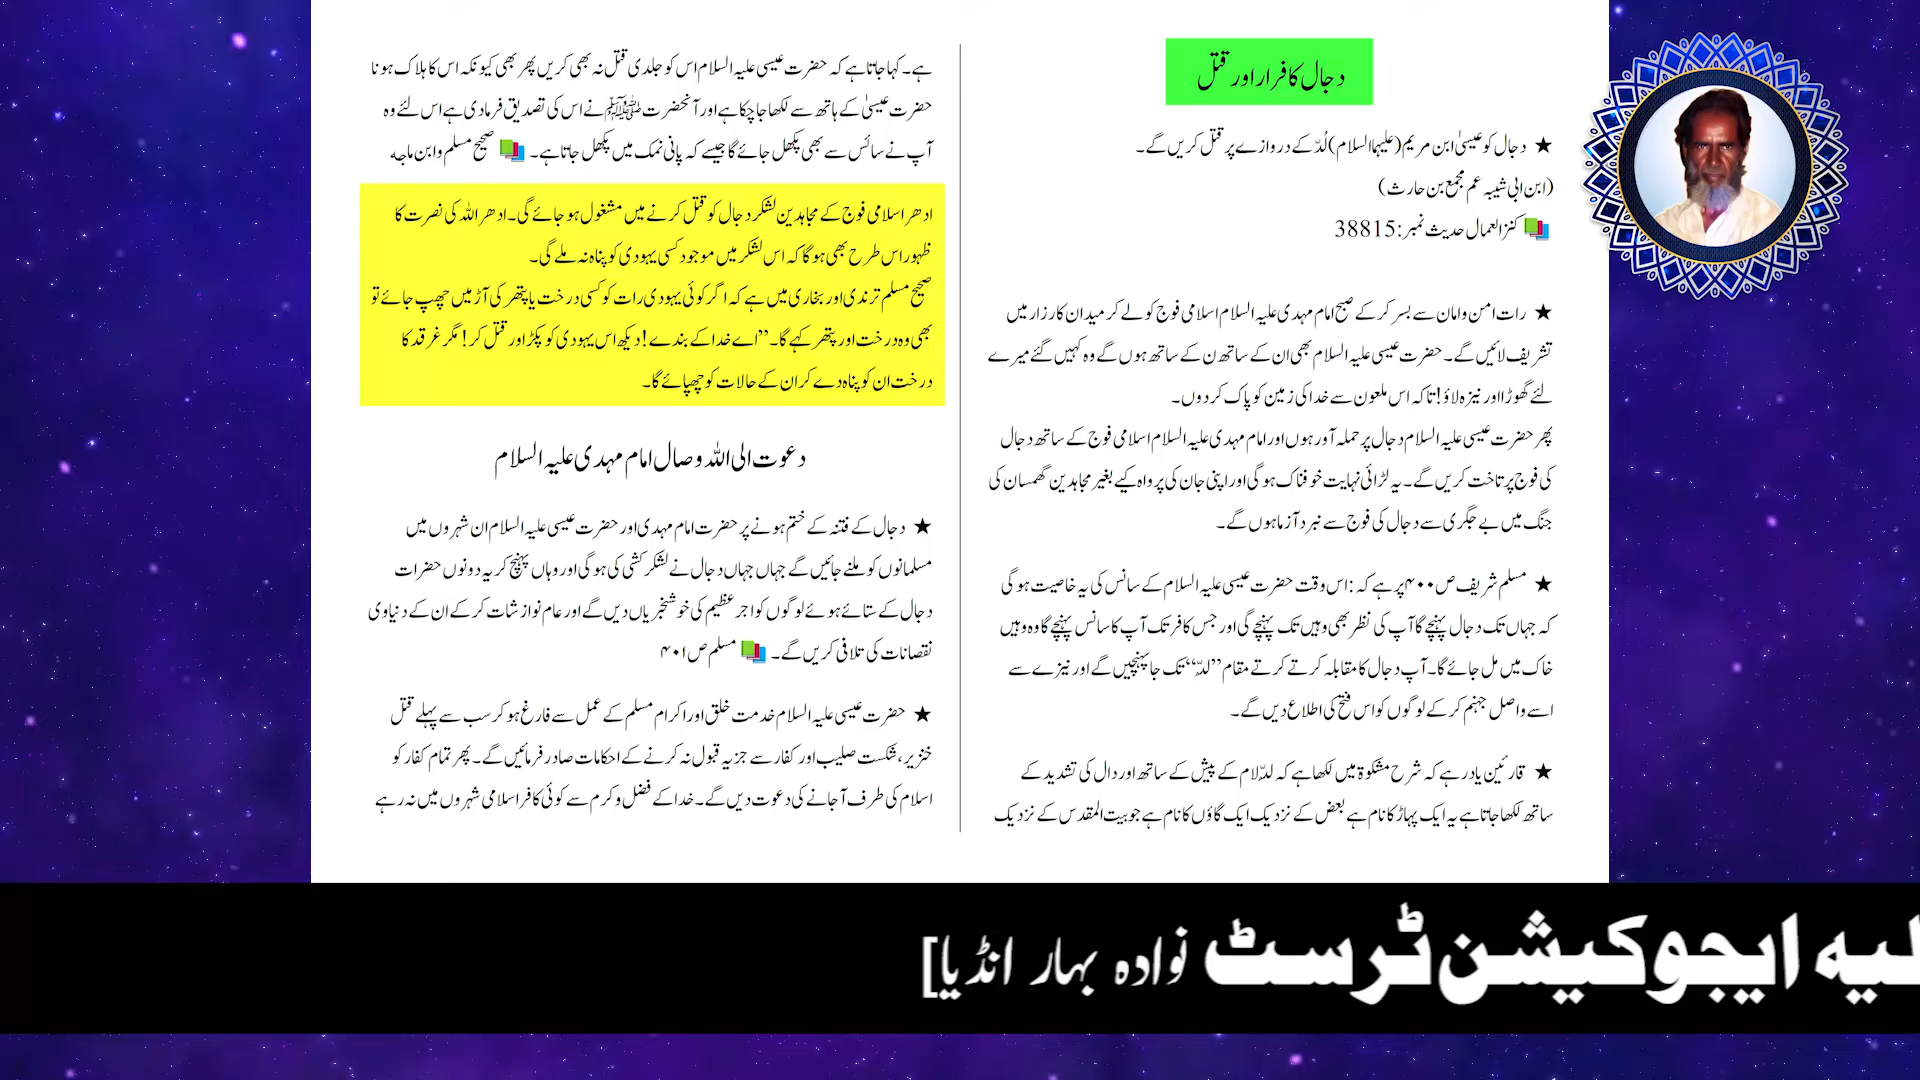 دجال کا فرار اور قتل
★ دجال کو عیسیٰ ابن مریم (علیہما السلام) لُدّ کے دروازے پر قتل کریں گے۔
(ابن ابی شیبہ عم مجمع بن حارث)
کنز العمال حدیث نمبر: 38815
★ رات امن و امان سے بسر کر کے صبح امام مہدی علیہ السلام اسلامی فوج کو لے کر میدان کارزار میں
تشریف لائیں گے۔ حضرت عیسی علیہ السلام بھی ان کے ساتھ ن کے ساتھ ہوں گے وہ کہیں گئے میرے
لئے گھوڑا اور نیزہ لاؤ! تاکہ اس ملعون سے خدا کی زمین کو پاک کر دوں۔
پھر حضرت عیسی علیہ السلام دجال پر حملہ آور ہوں اور امام مہدی علیہ السلام اسلامی فوج کے ساتھ دجال
کی فوج پر تاخت کریں گے۔ یہ لڑائی نہایت خوفناک ہو گی اور اپنی جان کی پرواہ کیے بغیر مجاہدین گھمسان کی
جنگ میں بے جگری سے دجال کی فوج سے نبرد آزما ہوں گے۔
★ مسلم شریف ص ۴۰۰ پر ہے کہ: اس وقت حضرت عیسی علیہ السلام کے سانس کی یہ خاصیت ہو گی
کہ جہاں تک دجال پہنچے گا آپ کی نظر بھی وہیں تک پہنچے گی اور جس کافر تک آپ کا سانس پہنچے گا وہ وہیں
خاک میں مل جائے گا۔ آپ دجال کا مقابلہ کرتے کرتے مقام ”لدّ“ تک جا پہنچیں گے اور نیزے سے
اسے واصل جہنم کر کے لوگوں کو اس فتح کی اطلاع دیں گے۔
★ قارئین یاد رہے کہ شرح مشکوۃ میں لکھا ہے کہ لدّ لام کے پیش کے ساتھ اور دال کی تشدید کے
ساتھ لکھا جاتا ہے یہ ایک پہاڑ کا نام ہے بعض کے نزدیک ایک گاؤں کا نام ہے جو بیت المقدس کے نزدیک
ہے۔ کہا جاتا ہے کہ حضرت عیسی علیہ السلام اس کو جلدی قتل نہ بھی کریں پھر بھی کیونکہ اس کا ہلاک ہونا
حضرت عیسیٰ کے ہاتھ سے لکھا جا چکا ہے اور آنحضرت ﷺ نے اس کی تصدیق فرما دی ہے اس لئے وہ
آپ نے سانس سے بھی پگھل جائے گا جیسے کہ پانی نمک میں پگھل جاتا ہے۔ صحیح مسلم و ابن ماجہ
ادھر اسلامی فوج کے مجاہدین لشکر دجال کو قتل کرنے میں مشغول ہو جائے گی۔ ادھر اللہ کی نصرت کا
ظہور اس طرح بھی ہو گا کہ اس لشکر میں موجود کسی یہودی کو پناہ نہ ملے گی۔
صحیح مسلم ترندی اور بخاری میں ہے کہ اگر کوئی یہودی رات کو کسی درخت یا پتھر کی آڑ میں چھپ جائے تو
بھی وہ درخت اور پتھر کہے گا۔ ”اے خدا کے بندے! دیکھ اس یہودی کو پکڑ اور قتل کر! مگر غرقد کا
درخت ان کو پناہ دے کر ان کے حالات کو چھپائے گا۔
دعوت الی اللہ وصال امام مہدی علیہ السلام
★ دجال کے فتنہ کے ختم ہونے پر حضرت امام مہدی اور حضرت عیسی علیہ السلام ان شہروں میں
مسلمانوں کو ملنے جائیں گے جہاں جہاں دجال نے لشکر کشی کی ہو گی اور وہاں پہنچ کر یہ دونوں حضرات
دجال کے ستائے ہوئے لوگوں کو اجر عظیم کی خوشخبریاں دیں گے اور عام نوازشات کر کے ان کے دنیاوی
نقصانات کی تلافی کریں گے۔ مسلم ص ۴۰۱
★ حضرت عیسی علیہ السلام خدمت خلق اور اکرام مسلم کے عمل سے فارغ ہو کر سب سے پہلے قتل
خنزیر، شکست صلیب اور کفار سے جزیہ قبول نہ کرنے کے احکامات صادر فرمائیں گے۔ پھر تمام کفار کو
اسلام کی طرف آ جانے کی دعوت دیں گے۔ خدا کے فضل و کرم سے کوئی کافر اسلامی شہروں میں نہ رہے
لیہ ایجوکیشن ٹرسٹ نوادہ بہار انڈیا]